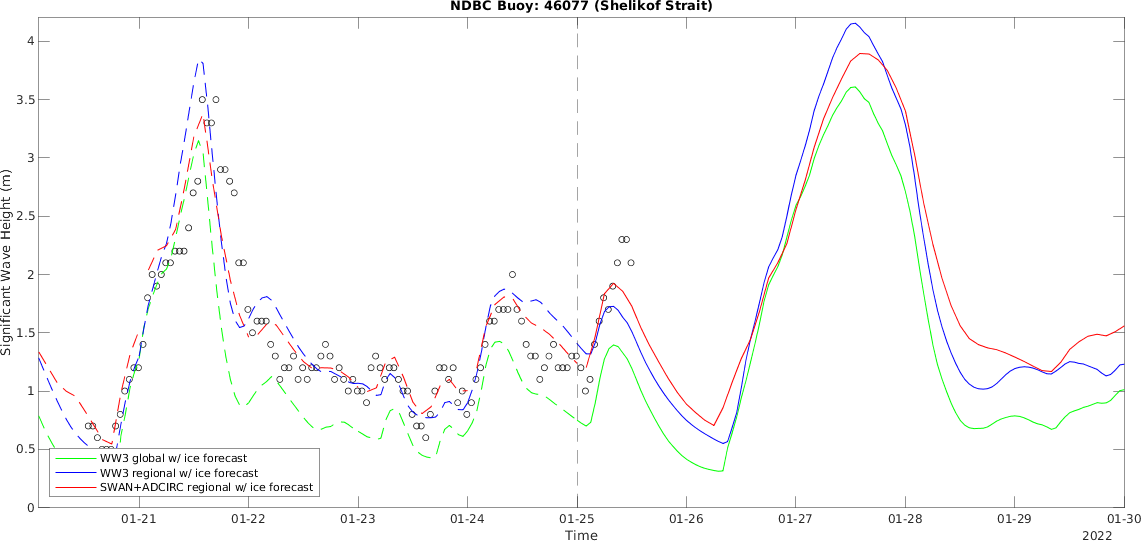 NDBC Buoy: 46077 (Shelikof Strait)
Significant Wave Height (m)
4
3.5
3
2.5
2
1.5
1
0.5
0
WW3 global w/ ice forecast
WW3 regional w/ ice forecast
SWAN+ADCIRC regional w/ ice forecast
01-21 01-22 01-23 01-24 01-25 01-26 01-27 01-28 01-29 01-30
Time
2022